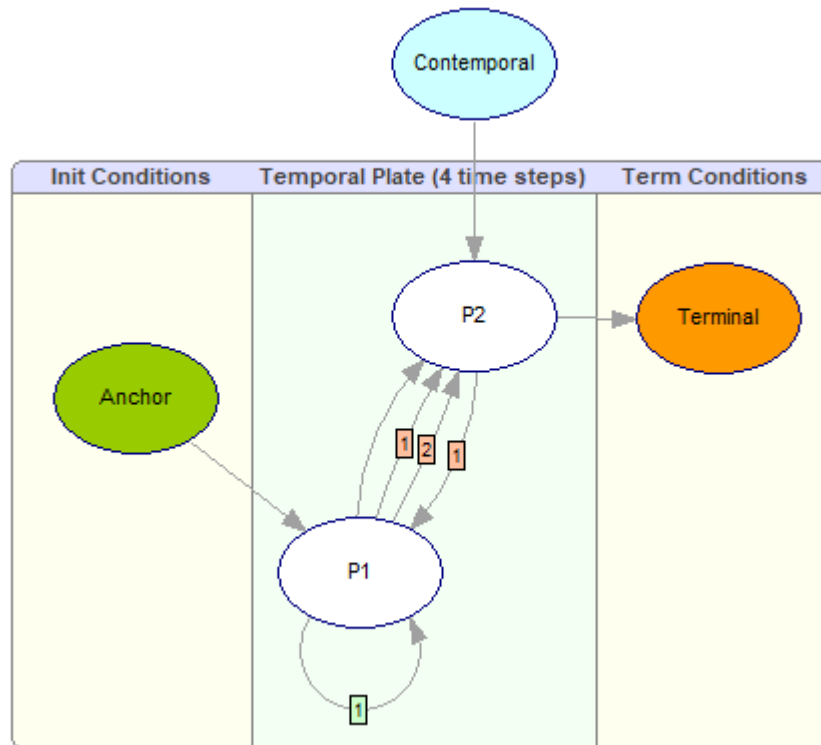 Contemporal
Init Conditions
Temporal Plate (4 time steps)
Term Conditions
P2
Terminal
Anchor
1
2
1
P1
1